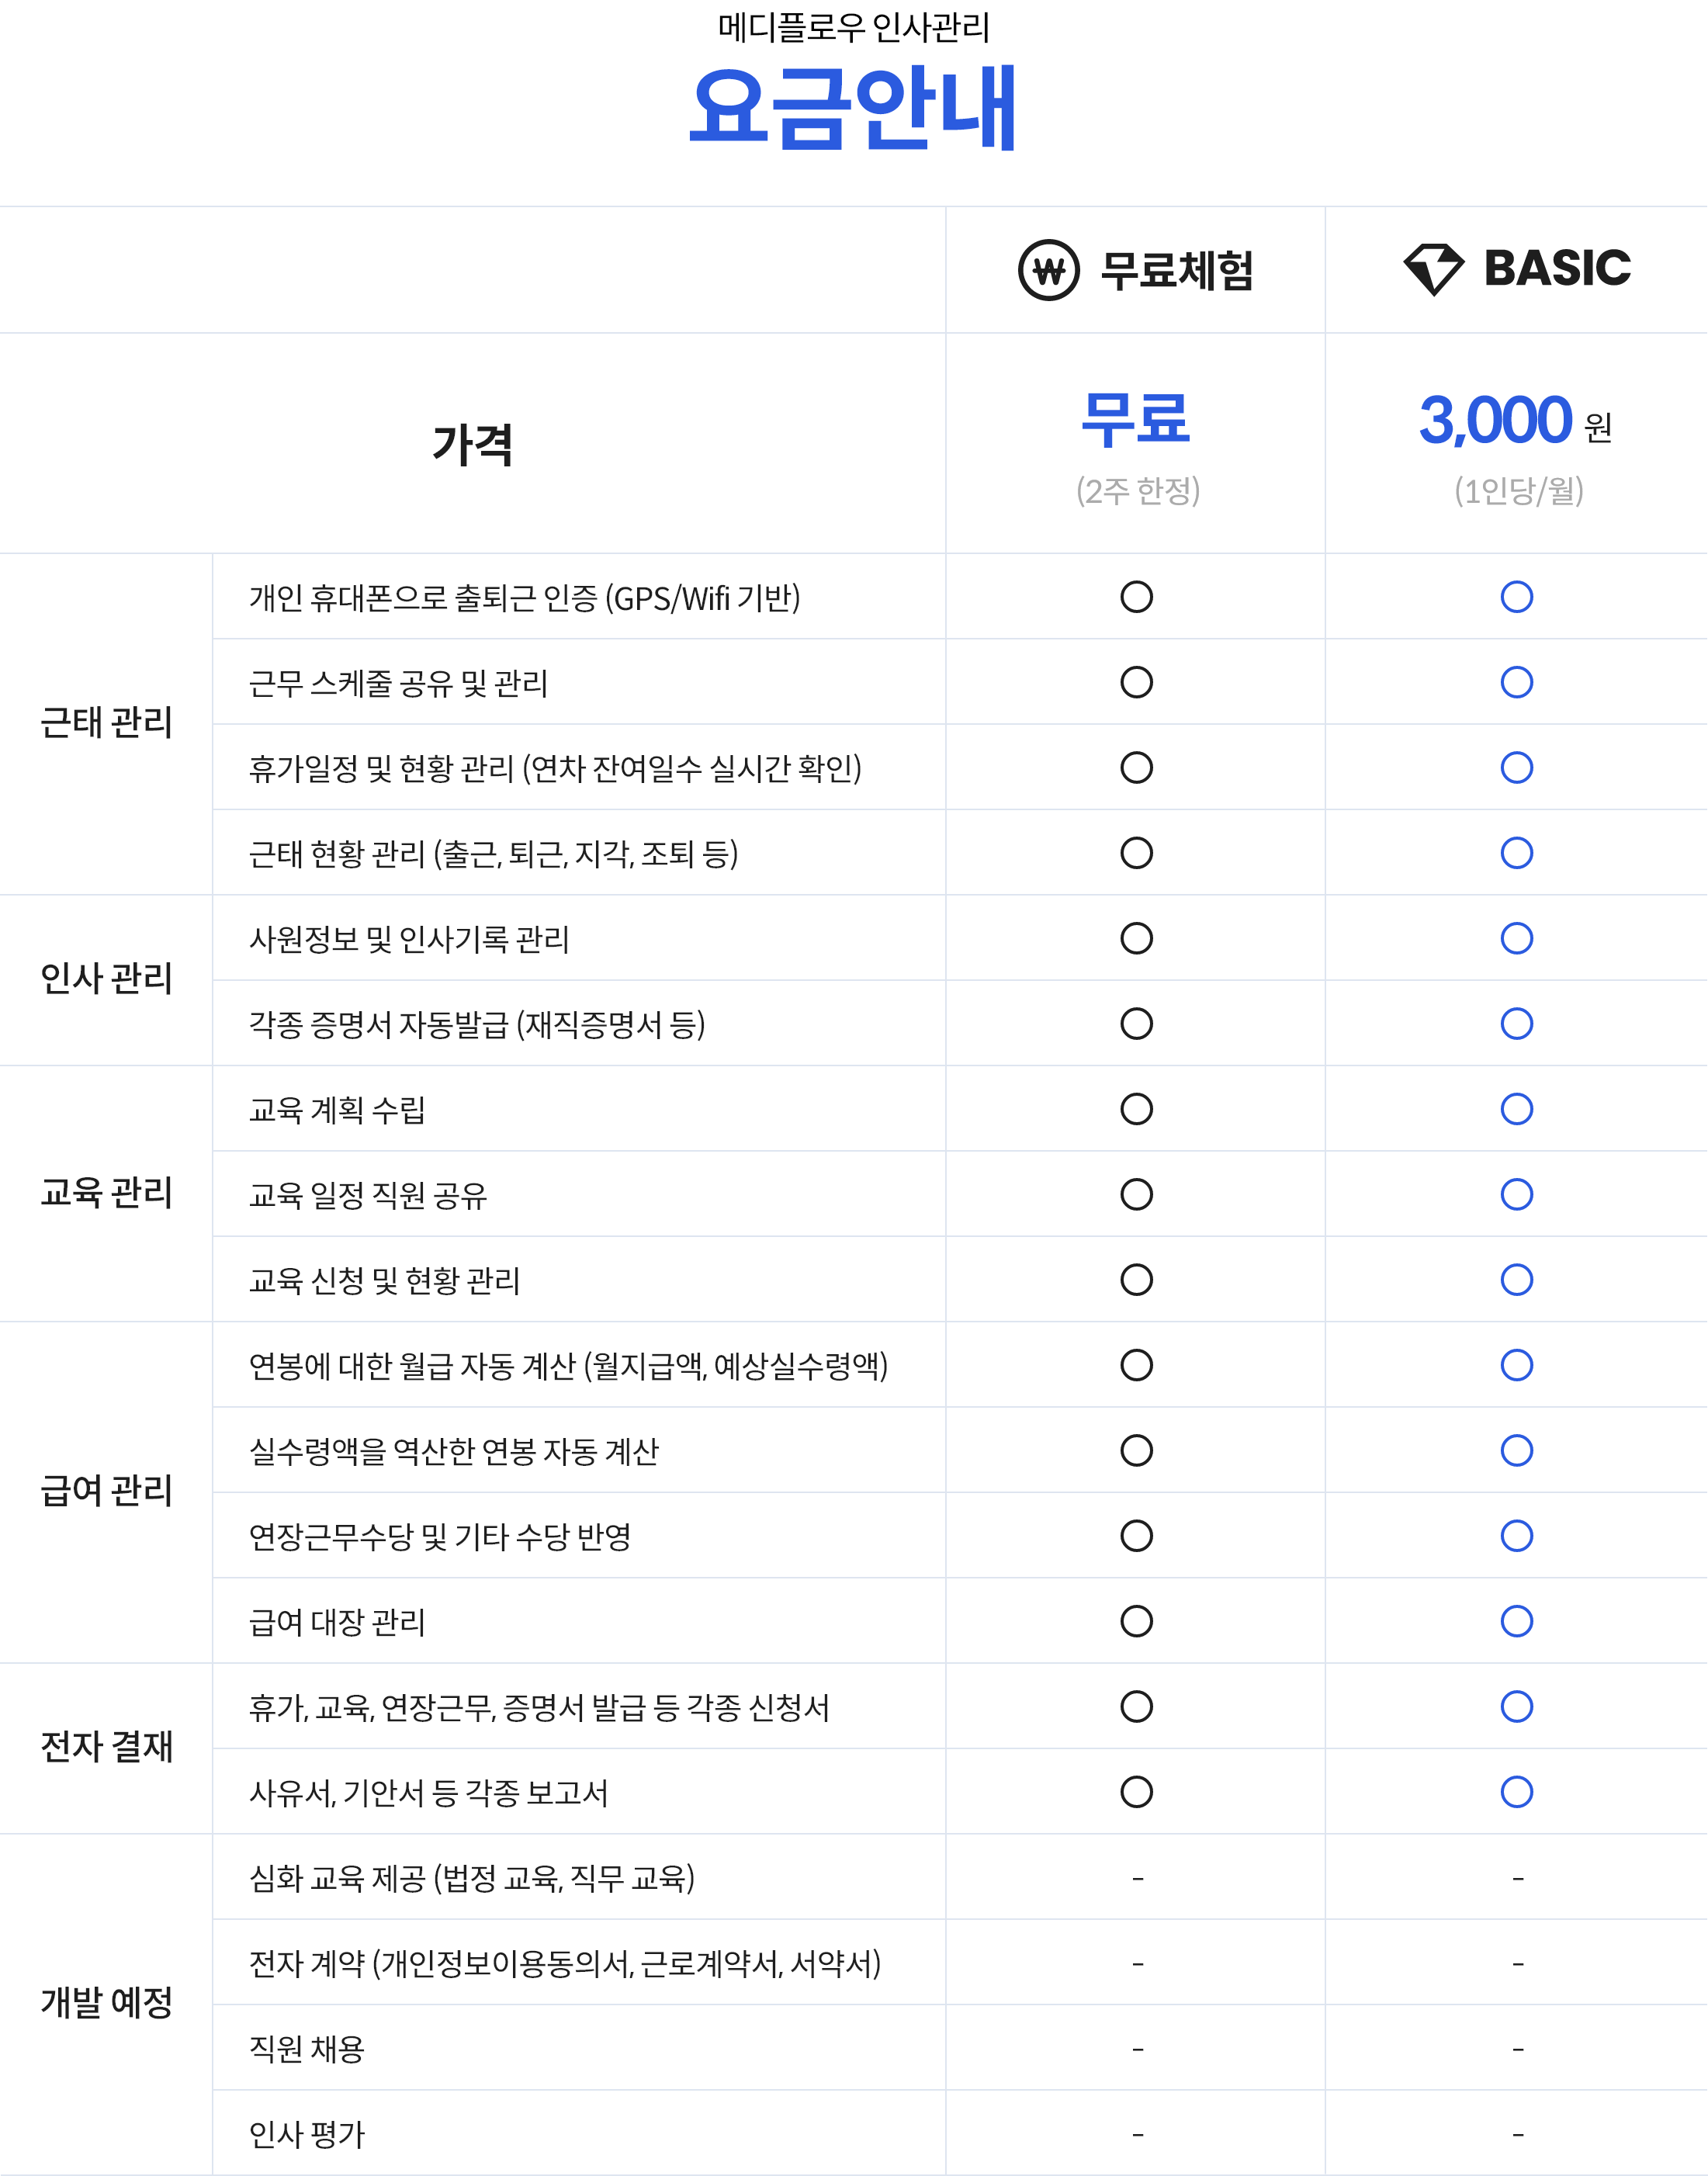 메디플로우 인사관리
요금안내
무료체험 BASIC
가격 무료 3,000 원
(2주 한정) (1인당/월)
근태 관리
개인 휴대폰으로 출퇴근 인증 (GPS/Wifi 기반) ○ ○
근무 스케줄 공유 및 관리 ○ ○
휴가일정 및 현황 관리 (연차 잔여일수 실시간 확인) ○ ○
근태 현황 관리 (출근, 퇴근, 지각, 조퇴 등) ○ ○
인사 관리
사원정보 및 인사기록 관리 ○ ○
각종 증명서 자동발급 (재직증명서 등) ○ ○
교육 관리
교육 계획 수립 ○ ○
교육 일정 직원 공유 ○ ○
교육 신청 및 현황 관리 ○ ○
급여 관리
연봉에 대한 월급 자동 계산 (월지급액, 예상실수령액) ○ ○
실수령액을 역산한 연봉 자동 계산 ○ ○
연장근무수당 및 기타 수당 반영 ○ ○
급여 대장 관리 ○ ○
전자 결재
휴가, 교육, 연장근무, 증명서 발급 등 각종 신청서 ○ ○
사유서, 기안서 등 각종 보고서 ○ ○
개발 예정
심화 교육 제공 (법정 교육, 직무 교육) - -
전자 계약 (개인정보이용동의서, 근로계약서, 서약서) - -
직원 채용 - -
인사 평가 - -